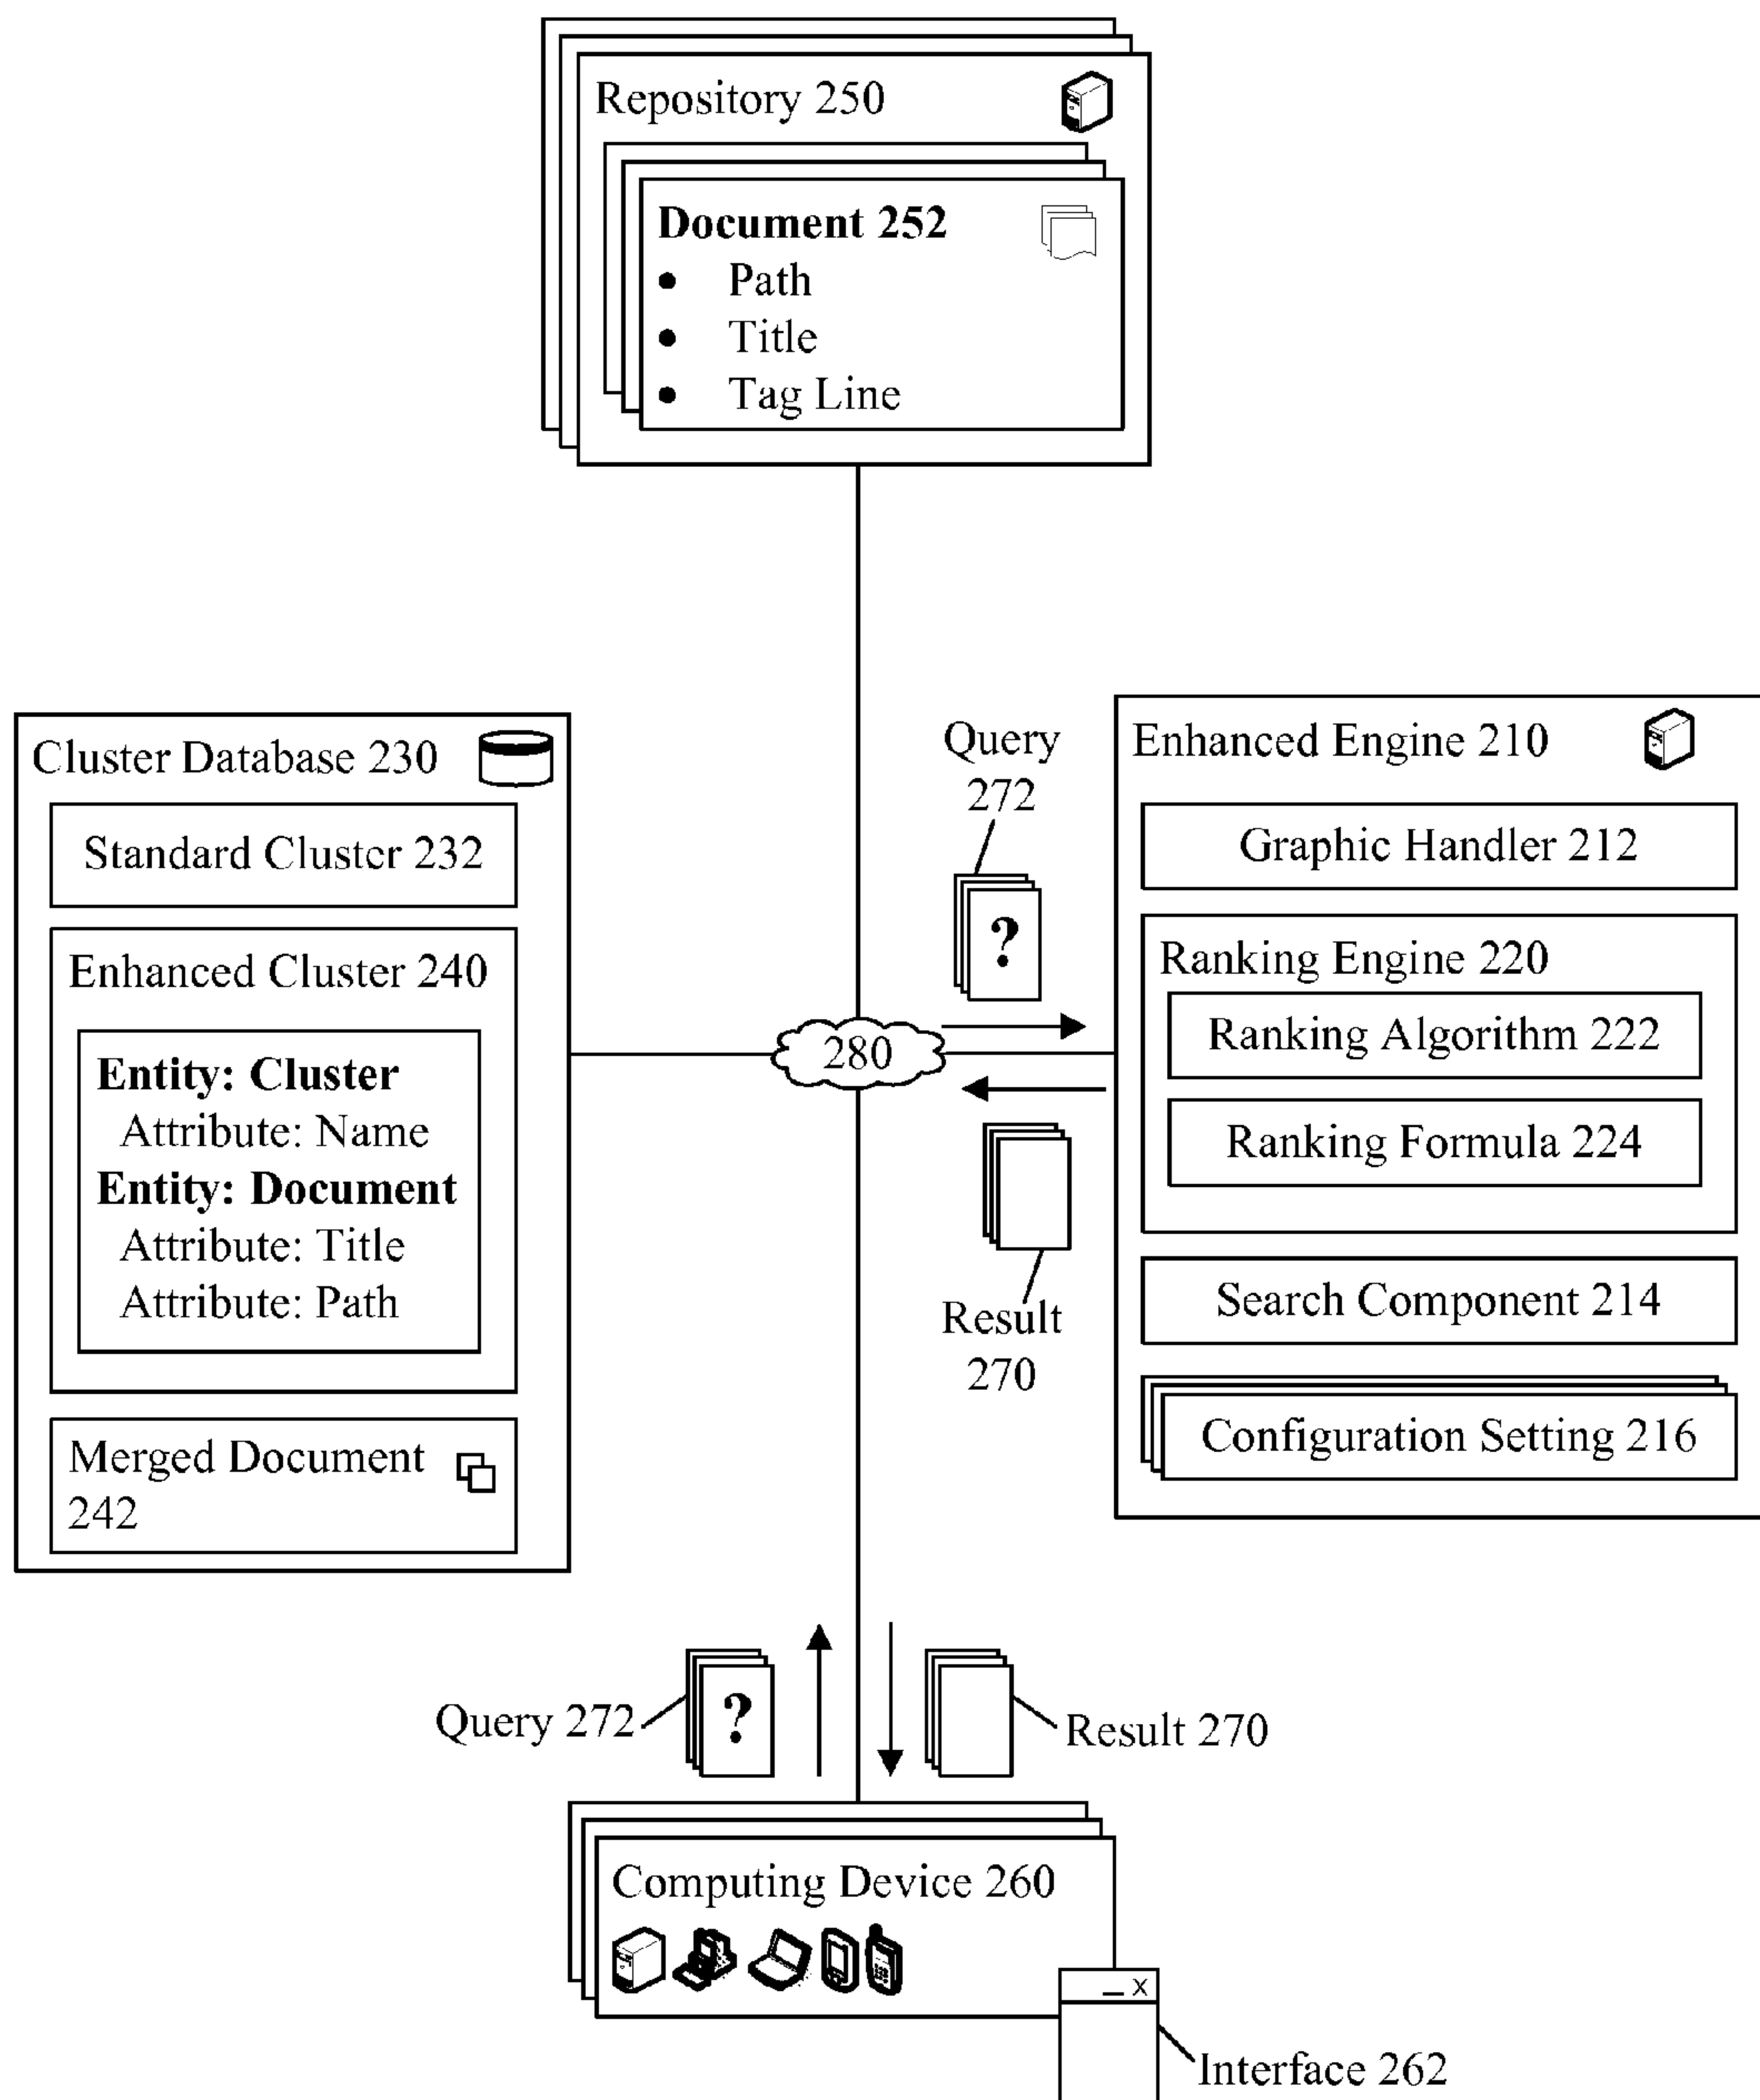 Repository 250
Document 252
• Path
• Title
• Tag Line
Cluster Database 230
Standard Cluster 232
Enhanced Cluster 240
Entity: Cluster
Attribute: Name
Entity: Document
Attribute: Title
Attribute: Path
Merged Document
242
Query
272
?
280
Result
270
Enhanced Engine 210
Graphic Handler 212
Ranking Engine 220
Ranking Algorithm 222
Ranking Formula 224
Search Component 214
Configuration Setting 216
Query 272
?
Result 270
Computing Device 260
_ X
Interface 262